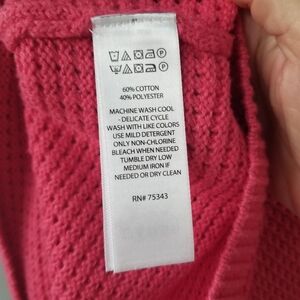 60% COTTON
40% POLYESTER
MACHINE WASH COOL
- DELICATE CYCLE
WASH WITH LIKE COLORS
USE MILD DETERGENT
ONLY NON-CHLORINE
BLEACH WHEN NEEDED
TUMBLE DRY LOW
MEDIUM IRON IF
NEEDED OR DRY CLEAN
RN# 75343